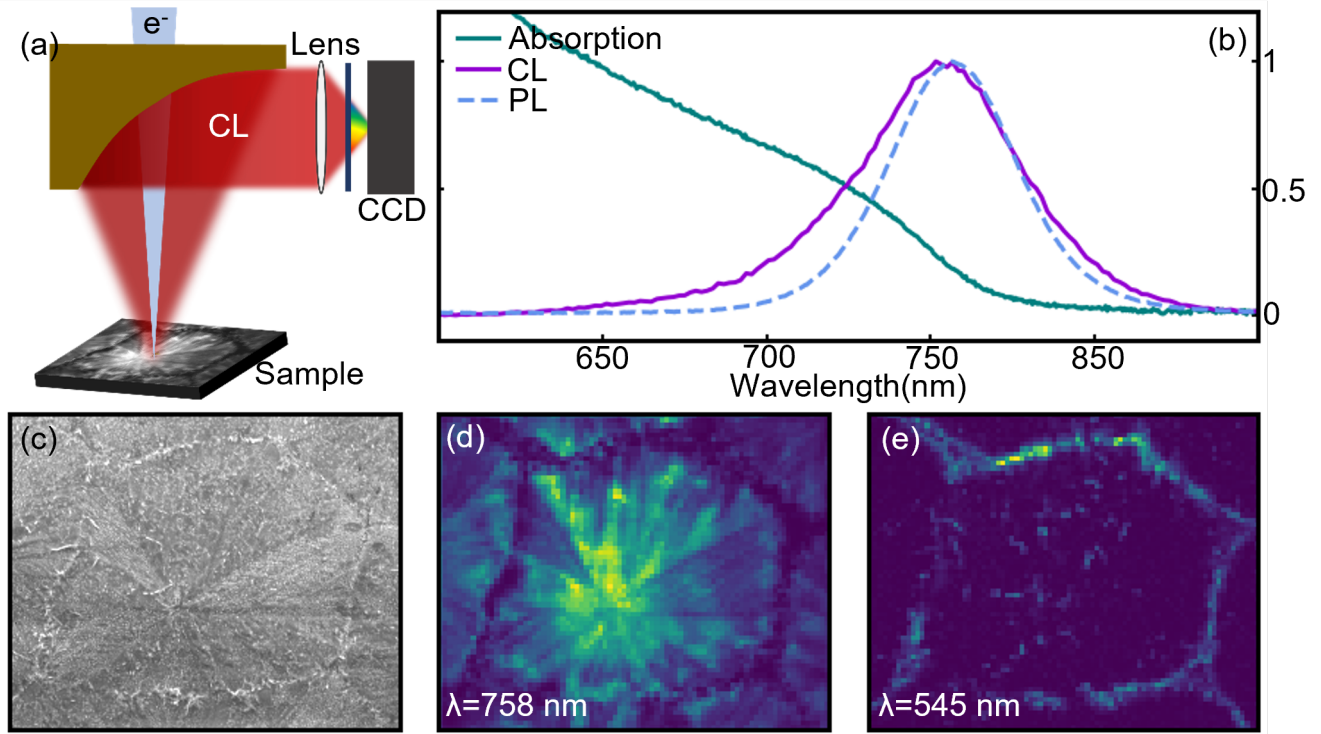 (a)
e-
Lens
CL
CCD
Sample
(b)
Absorption
CL
PL
1
0.5
0
650
700
750
850
Wavelength(nm)
(c)
(d)
λ=758 nm
(e)
λ=545 nm